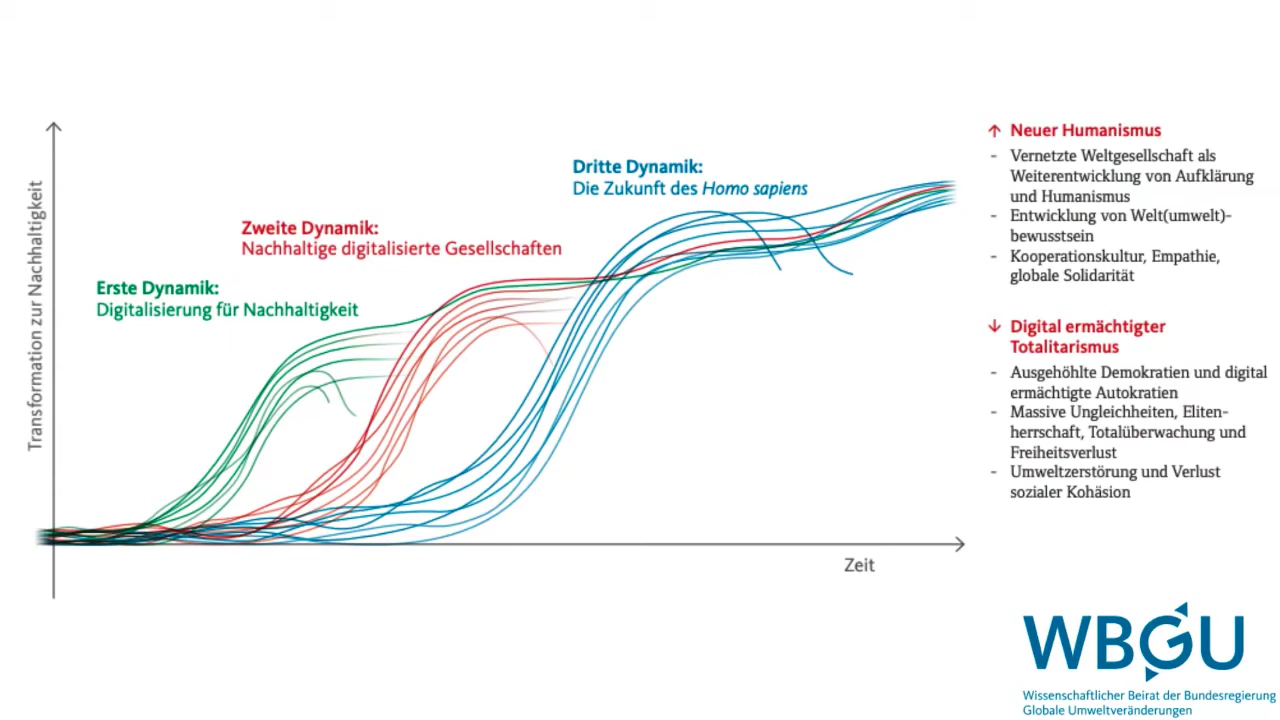 Transformation zur Nachhaltigkeit
Erste Dynamik:
Digitalisierung für Nachhaltigkeit
Zweite Dynamik:
Nachhaltige digitalisierte Gesellschaften
Dritte Dynamik:
Die Zukunft des Homo sapiens
Zeit
↑ Neuer Humanismus
- Vernetzte Weltgesellschaft als
Weiterentwicklung von Aufklärung
und Humanismus
- Entwicklung von Welt(umwelt)-
bewusstsein
- Kooperationskultur, Empathie,
globale Solidarität
↓ Digital ermächtigter
Totalitarismus
- Ausgehöhlte Demokratien und digital
ermächtigte Autokratien
- Massive Ungleichheiten, Eliten-
herrschaft, Totalüberwachung und
Freiheitsverlust
- Umweltzerstörung und Verlust
sozialer Kohäsion
WBGU
Wissenschaftlicher Beirat der Bundesregierung
Globale Umweltveränderungen